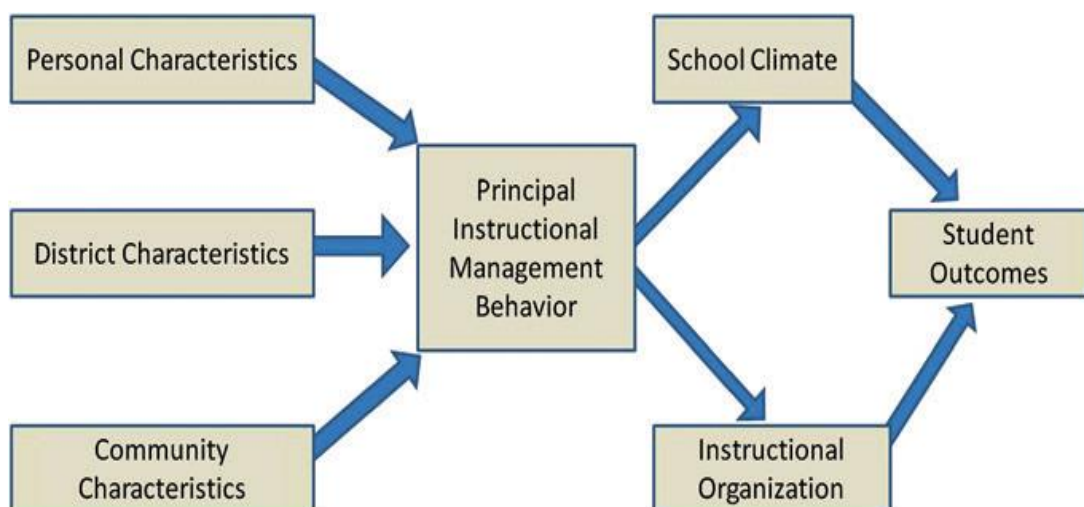 Personal Characteristics
District Characteristics
Community
Characteristics
Principal
Instructional
Management
Behavior
School Climate
Instructional
Organization
Student
Outcomes